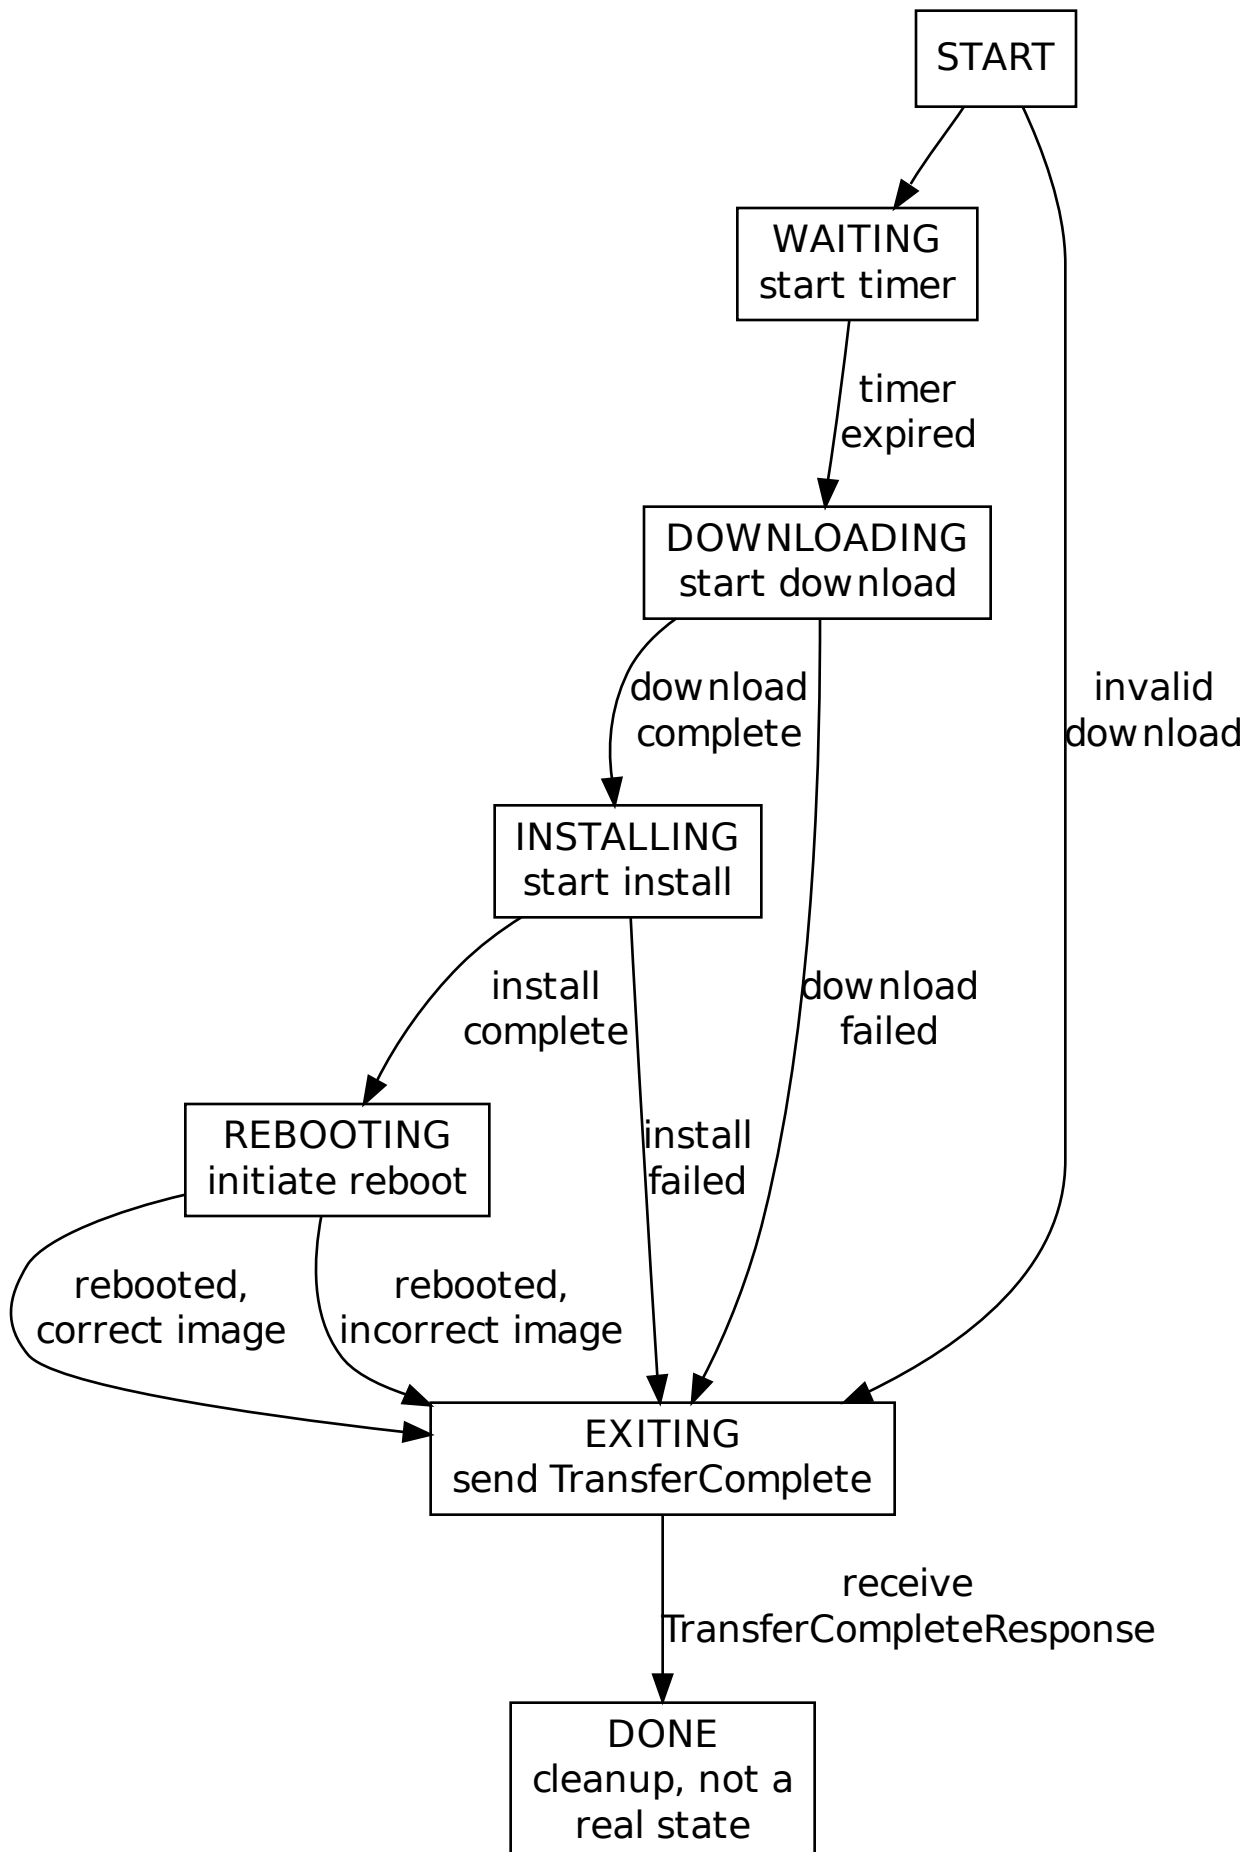 START
WAITING
start timer
timer
expired
DOWNLOADING
start download
download
complete
invalid
download
INSTALLING
start install
install
complete
download
failed
REBOOTING
initiate reboot
install
failed
rebooted,
correct image
rebooted,
incorrect image
EXITING
send TransferComplete
receive
TransferCompleteResponse
DONE
cleanup, not a
real state